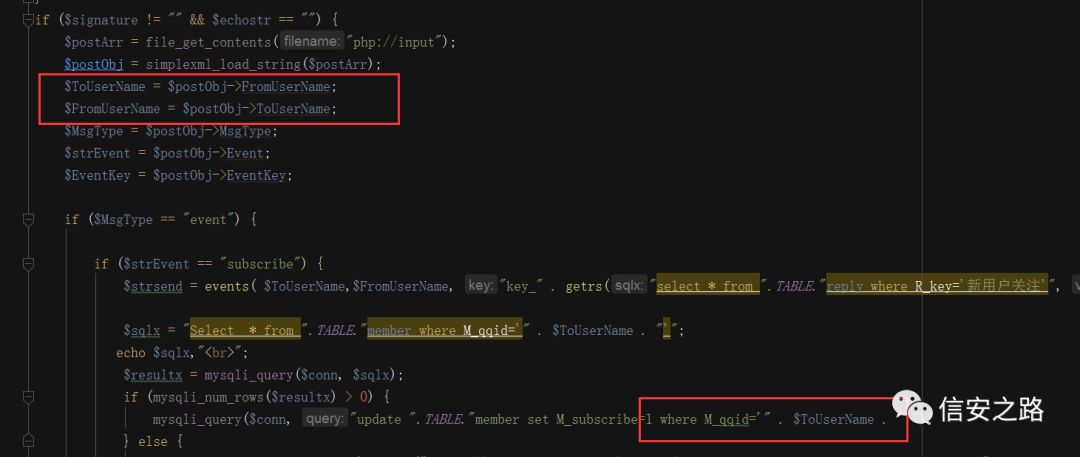 if ($signature != "" && $echostr == "") {
$postArr = file_get_contents( filename: "php://input");
$postObj = simplexml_load_string($postArr);
$ToUserName = $postObj->FromUserName;
$FromUserName = $postObj->ToUserName;
$MsgType = $postObj->MsgType;
$strEvent = $postObj->Event;
$EventKey = $postObj->EventKey;
if ($MsgType == "event") {
if ($strEvent == "subscribe") {
$strsend = events( $ToUserName,$FromUserName, key: "key_" . getrs( sqlx: "select * from ".TABLE."reply where R_key='新用户关注'",
$sqlx = "Select  * from ".TABLE."member where M_qqid='" . $ToUserName . "'";
echo $sqlx,"<br>";
$resultx = mysqli_query($conn, $sqlx);
if (mysqli_num_rows($resultx) > 0) {
mysqli_query($conn, query: "update ".TABLE."member set M_subscribe=1 where M_qqid='" . $ToUserName .
} else {
信安之路